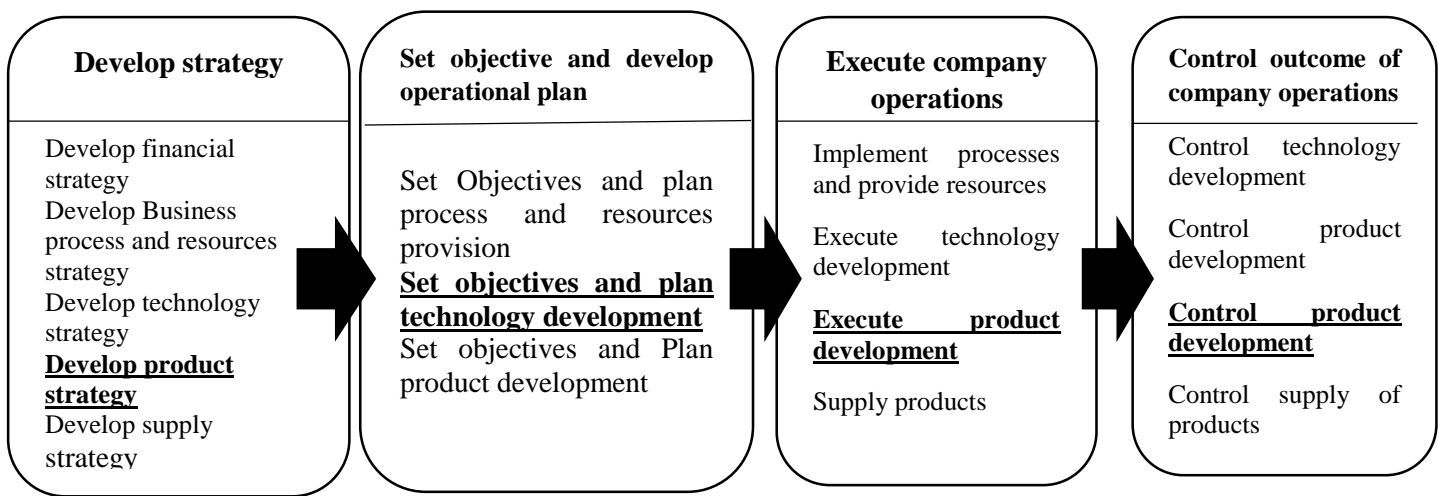 Develop strategy
Develop financial
strategy
Develop Business
process and resources
strategy
Develop technology
strategy
Develop product
strategy
Develop supply
strategy
Set objective and develop
operational plan
Set Objectives and plan
process and resources
provision
Set objectives and plan
technology development
Set objectives and Plan
product development
Execute company
operations
Implement processes
and provide resources
Execute technology
development
Execute product
development
Supply products
Control outcome of
company operations
Control technology
development
Control product
development
Control product
development
Control supply of
products